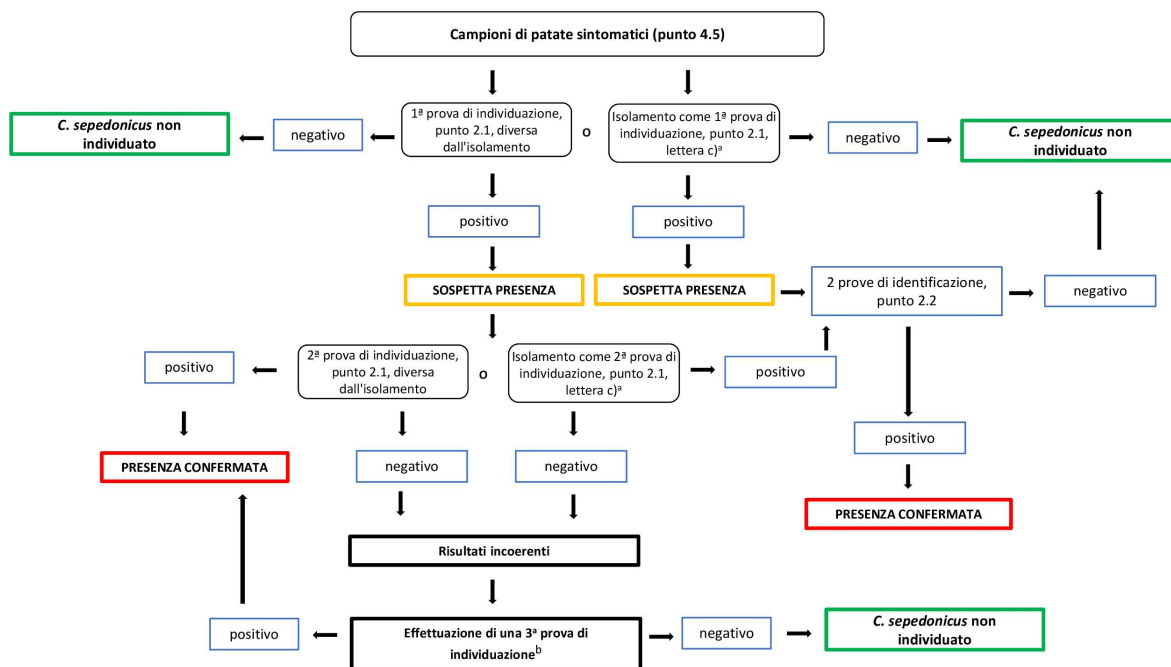 Campioni di patate sintomatici (punto 4.5)
C. sepedonicus non
individuato
negativo
1ª prova di individuazione,
punto 2.1, diversa
dall'isolamento
o
Isolamento come 1ª prova di
individuazione, punto 2.1,
lettera c)ª
negativo
C. sepedonicus non
individuato
positivo
positivo
SOSPETTA PRESENZA
SOSPETTA PRESENZA
2 prove di identificazione,
punto 2.2
negativo
positivo
2ª prova di individuazione,
punto 2.1, diversa
dall'isolamento
o
Isolamento come 2ª prova di
individuazione, punto 2.1,
lettera c)ª
positivo
PRESENZA CONFERMATA
negativo
negativo
positivo
PRESENZA CONFERMATA
Risultati incoerenti
positivo
Effettuazione di una 3ª prova di
individuazioneᵇ
negativo
C. sepedonicus non
individuato